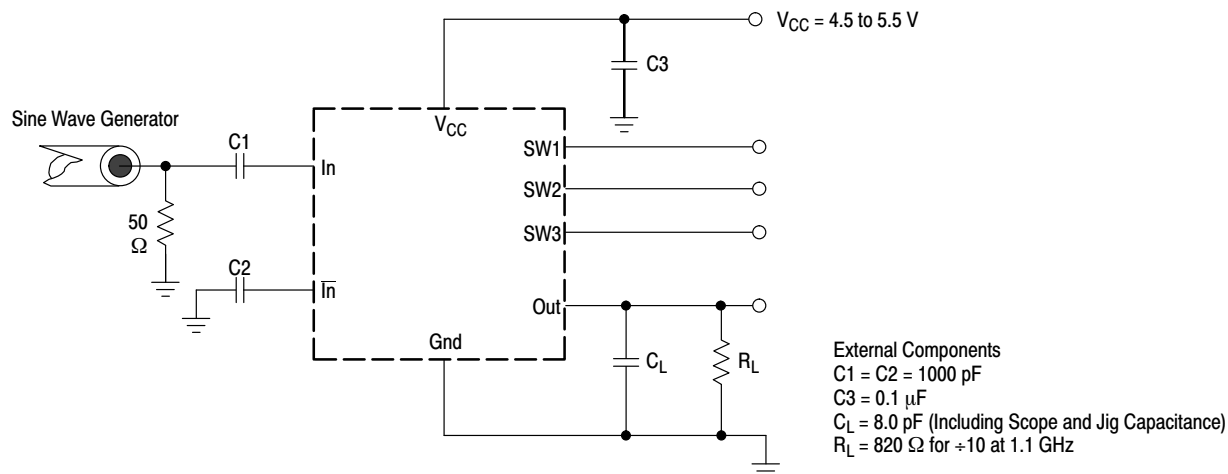 V_CC = 4.5 to 5.5 V
C3
Sine Wave Generator
V_CC
C1
In
SW1
SW2
SW3
50
Ω
C2
I̅n̅
Out
Gnd
C_L
R_L
External Components
C1 = C2 = 1000 pF
C3 = 0.1 μF
C_L = 8.0 pF (Including Scope and Jig Capacitance)
R_L = 820 Ω for ÷10 at 1.1 GHz